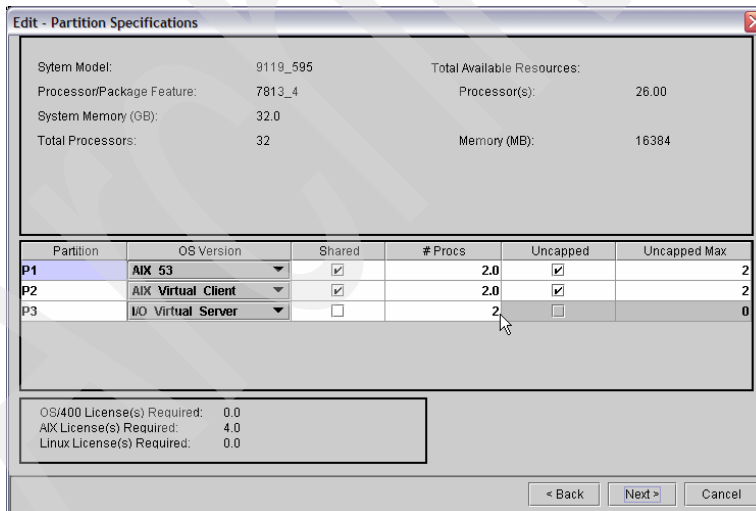 Edit - Partition Specifications
Sytem Model: 9119_595 Total Available Resources:
Processor/Package Feature: 7813_4 Processor(s): 26.00
System Memory (GB): 32.0
Total Processors: 32 Memory (MB): 16384
Partition OS Version Shared # Procs Uncapped Uncapped Max
P1 AIX 53 2.0 2
P2 AIX Virtual Client 2.0 2
P3 I/O Virtual Server 2 0
OS/400 License(s) Required: 0.0
AIX License(s) Required: 4.0
Linux License(s) Required: 0.0
< Back Next > Cancel